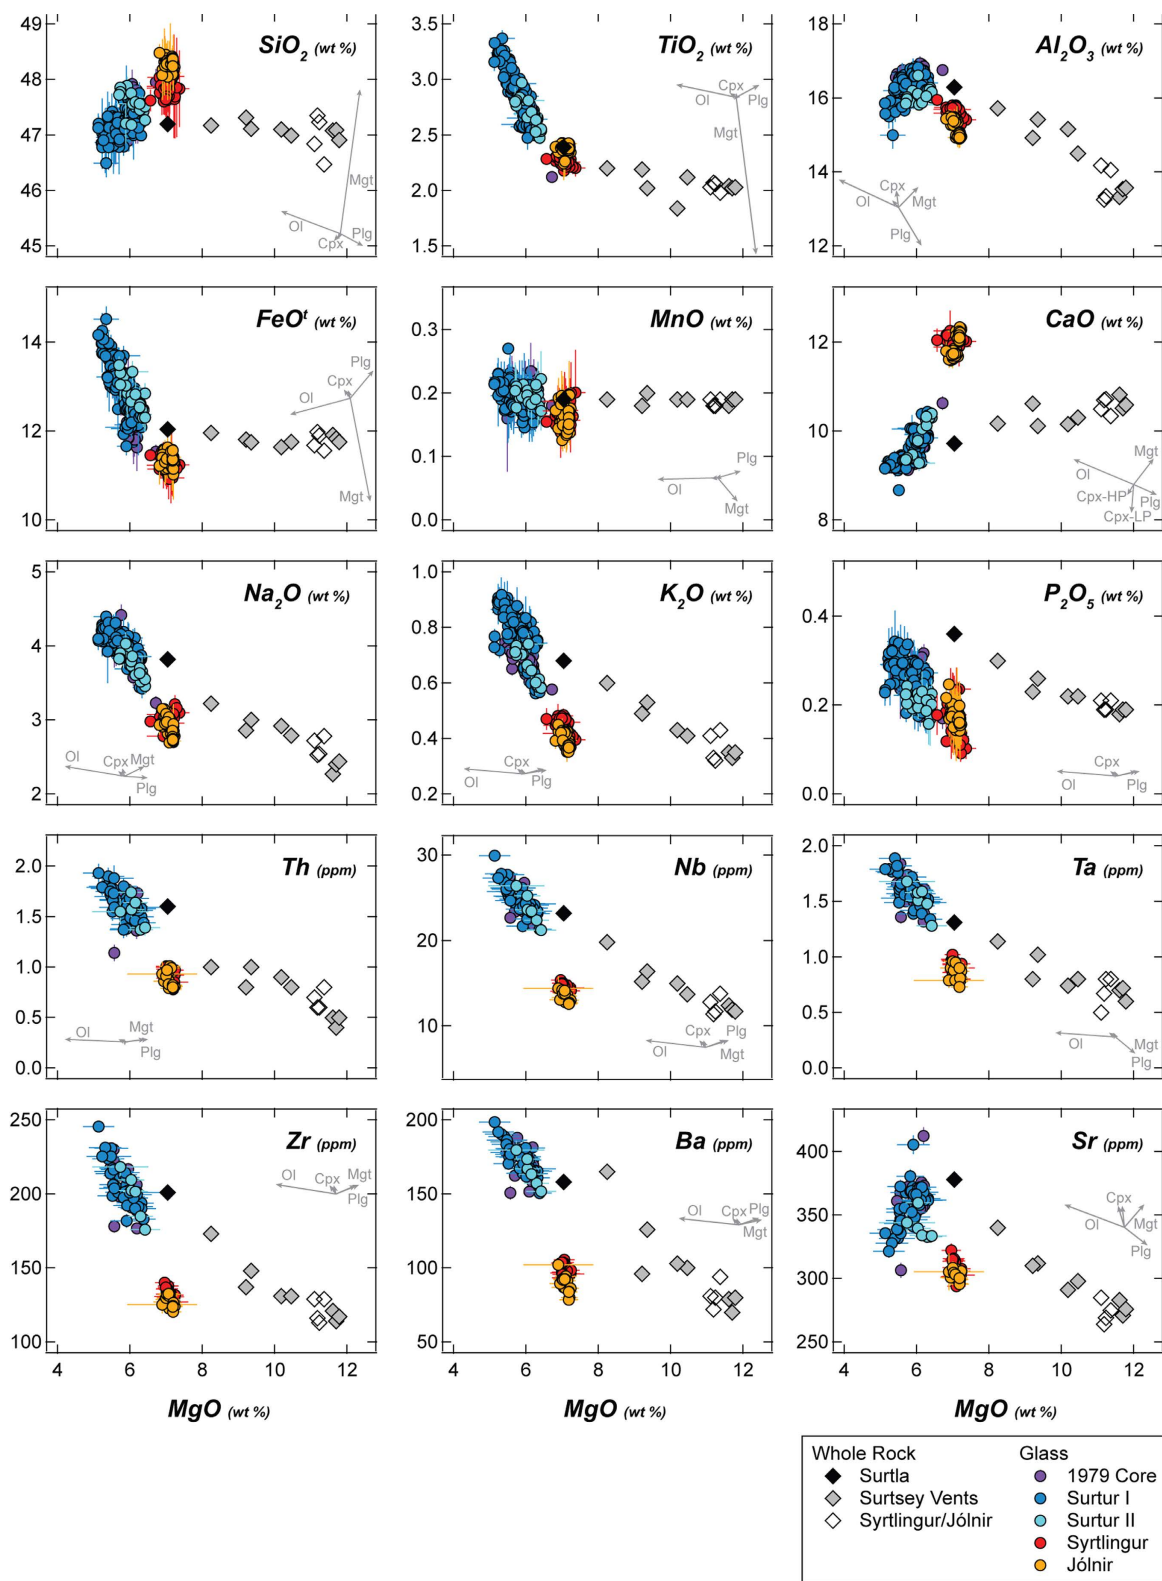 SiO2 (wt %)
49
48
47
46
45
Ol
Cpx
Plg
Mgt
TiO2 (wt %)
3.5
3.0
2.5
2.0
1.5
Ol
Cpx
Plg
Mgt
Al2O3 (wt %)
18
16
14
12
Ol
Cpx
Mgt
Plg
FeOt (wt %)
14
12
10
Ol
Cpx
Plg
Mgt
MnO (wt %)
0.3
0.2
0.1
0.0
Ol
Plg
Mgt
CaO (wt %)
12
10
8
Ol
Mgt
Cpx-HP
Plg
Cpx-LP
Na2O (wt %)
5
4
3
2
Ol
Cpx
Mgt
Plg
K2O (wt %)
1.0
0.8
0.6
0.4
0.2
Ol
Cpx
Plg
P2O5 (wt %)
0.4
0.2
0.0
Ol
Cpx
Plg
Th (ppm)
2.0
1.5
1.0
0.5
0.0
Ol
Mgt
Plg
Nb (ppm)
30
20
10
Ol
Cpx
Plg
Mgt
Ta (ppm)
2.0
1.5
1.0
0.5
0.0
Ol
Mgt
Plg
Zr (ppm)
250
200
150
100
Ol
Cpx
Mgt
Plg
Ba (ppm)
200
150
100
50
Ol
Cpx
Plg
Mgt
Sr (ppm)
400
350
300
250
Ol
Cpx
Mgt
Plg
4 6 8 10 12
4 6 8 10 12
4 6 8 10 12
MgO (wt %)
MgO (wt %)
MgO (wt %)
Whole Rock
Surtla
Surtsey Vents
Syrtlingur/Jólnir
Glass
1979 Core
Surtur I
Surtur II
Syrtlingur
Jólnir